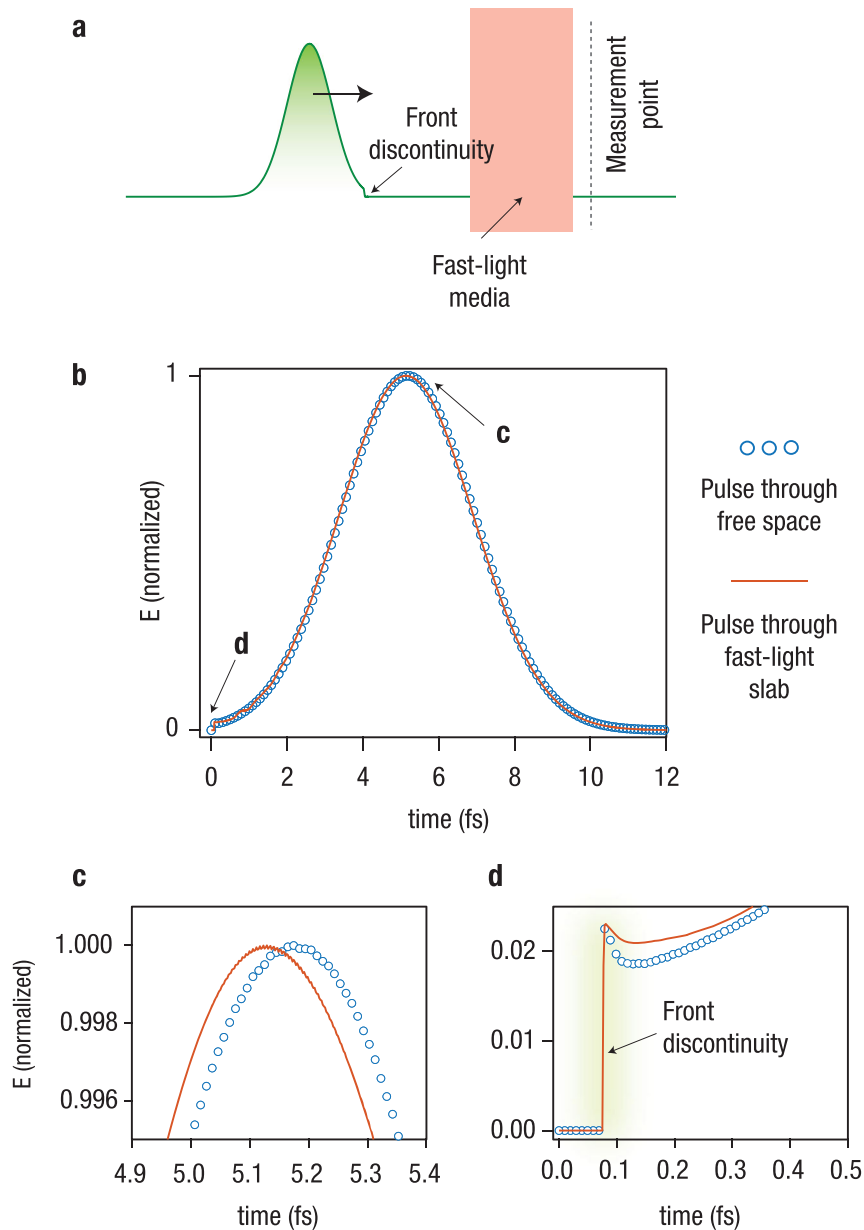 a
Front
discontinuity
Measurement
point
Fast-light
media
b
1
0
E (normalized)
c
d
0 2 4 6 8 10 12
time (fs)
Pulse through
free space
Pulse through
fast-light
slab
c
1.000
0.998
0.996
E (normalized)
4.9 5.0 5.1 5.2 5.3 5.4
time (fs)
d
0.02
0.01
0.00
Front
discontinuity
0.0 0.1 0.2 0.3 0.4 0.5
time (fs)